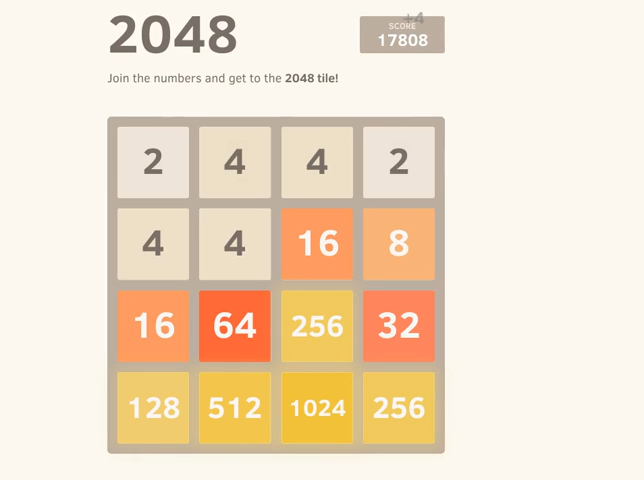 2048
+4
SCORE
17808
Join the numbers and get to the 2048 tile!
2 4 4 2
4 4 16 8
16 64 256 32
128 512 1024 256